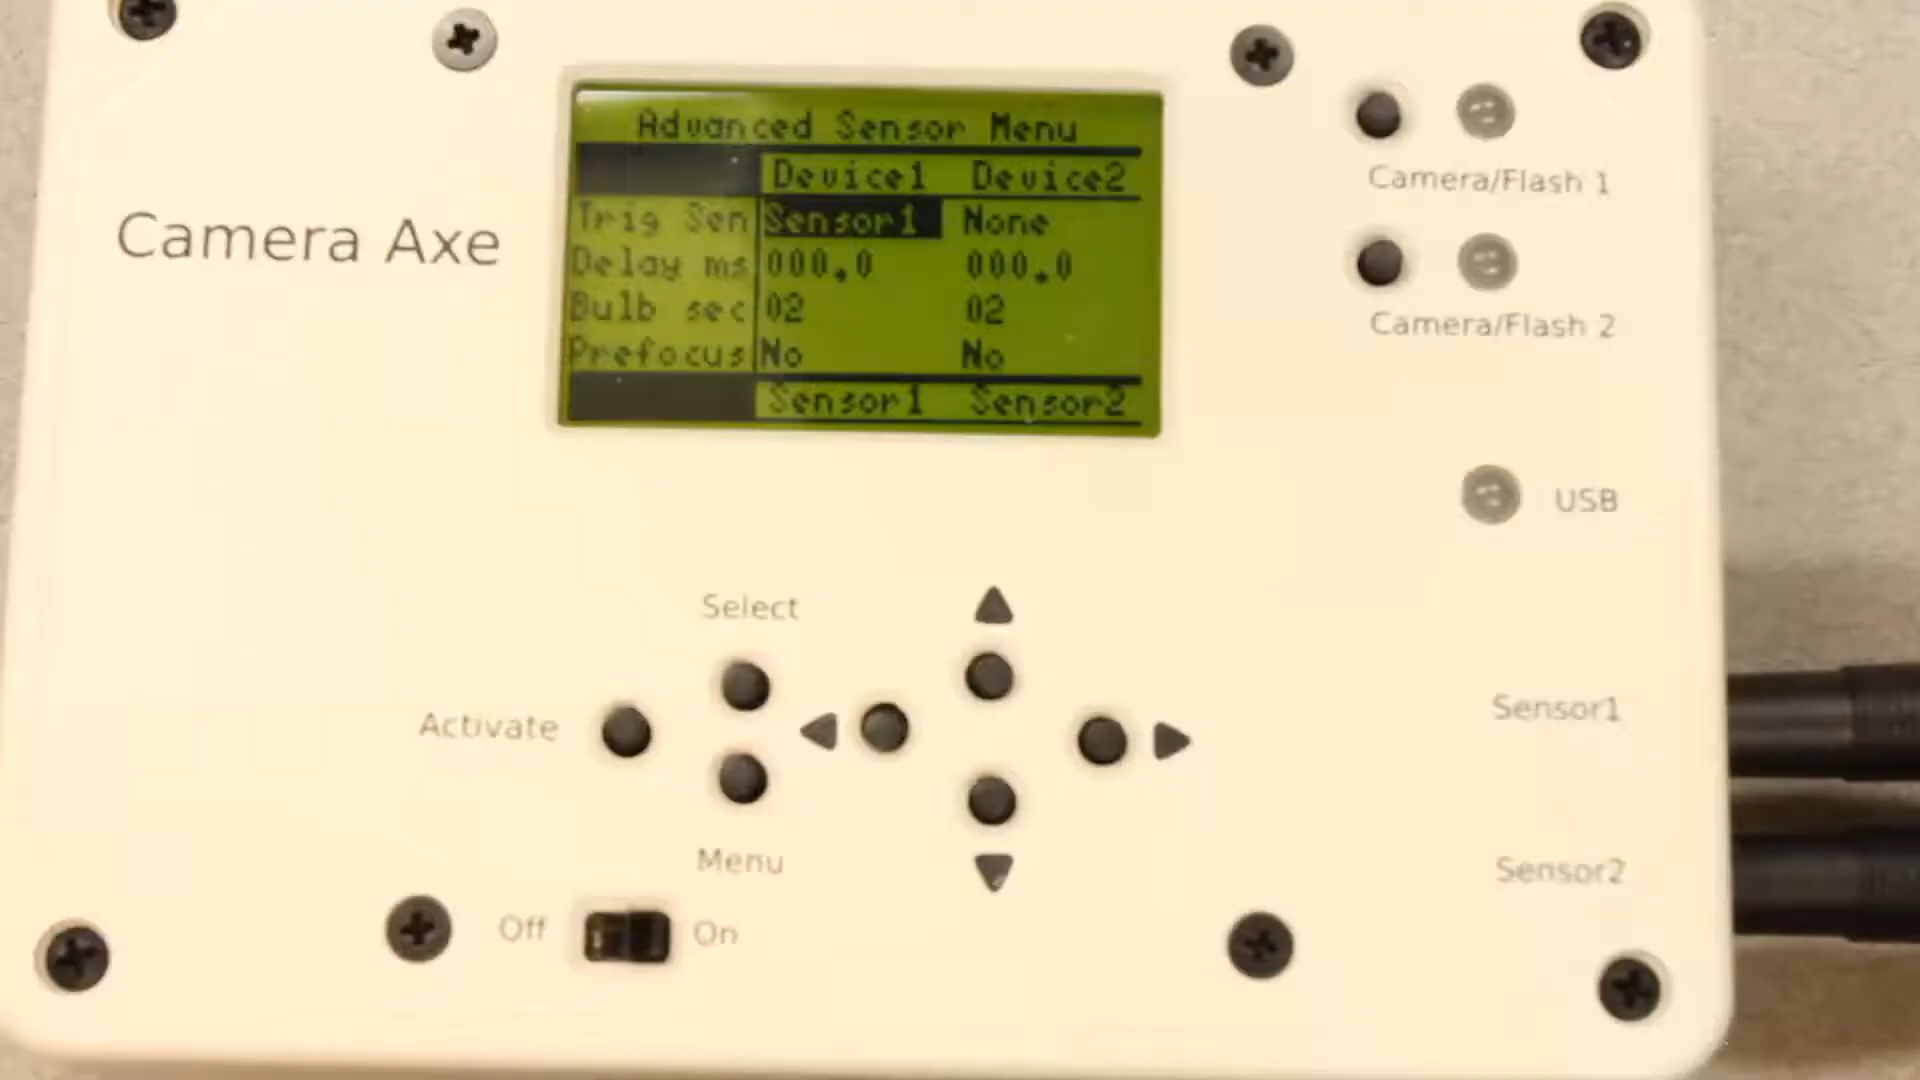 Advanced Sensor Menu
Device1 Device2
Trig Sen Sensor1 None
Delay ms 000.0 000.0
Bulb sec 02 02
Prefocus No No
Sensor1 Sensor2
Camera Axe
Camera/Flash 1
Camera/Flash 2
USB
Select
Activate
Menu
Sensor1
Sensor2
Off On